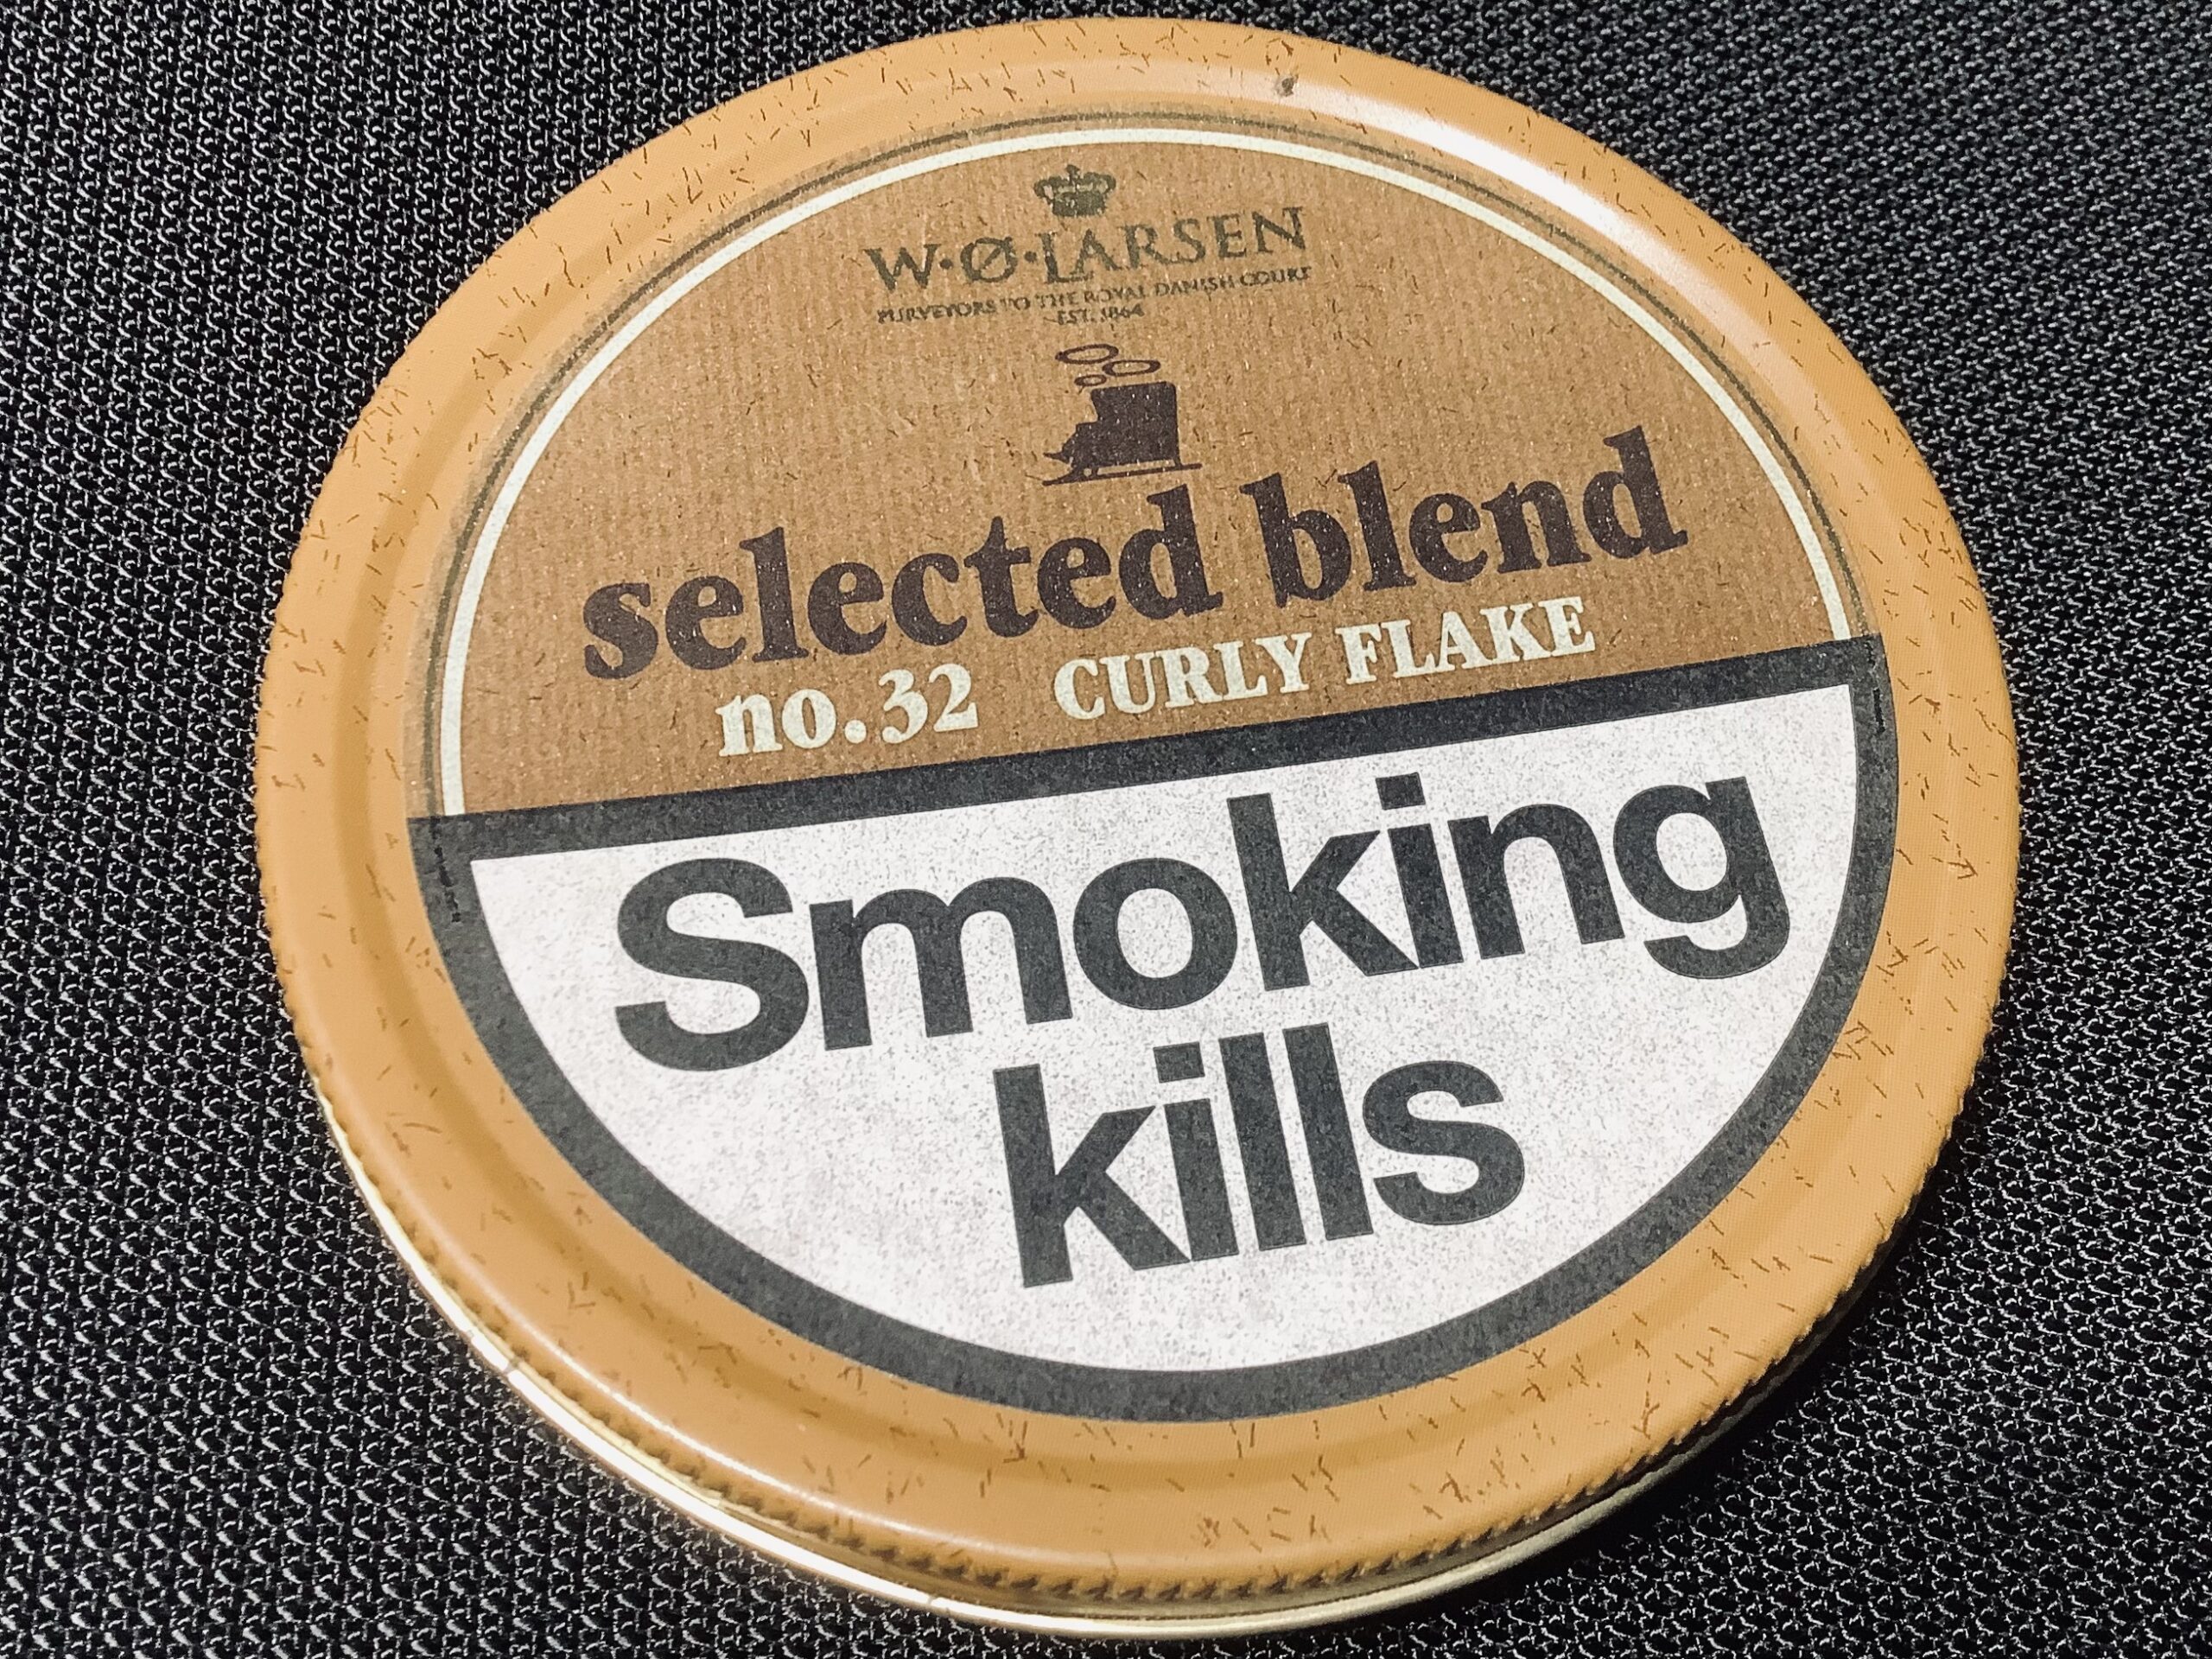 W·Ø·LARSEN
PURVEYORS TO THE ROYAL DANISH COURT
EST. 1864
selected blend
no.32 CURLY FLAKE
Smoking
kills